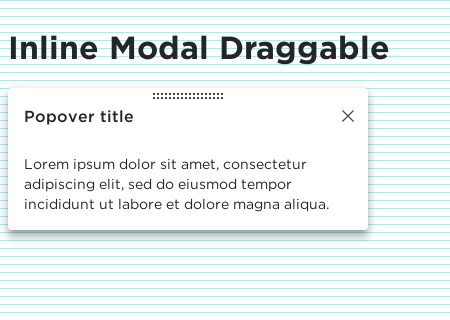 Inline Modal Draggable
Popover title
Lorem ipsum dolor sit amet, consectetur
adipiscing elit, sed do eiusmod tempor
incididunt ut labore et dolore magna aliqua.